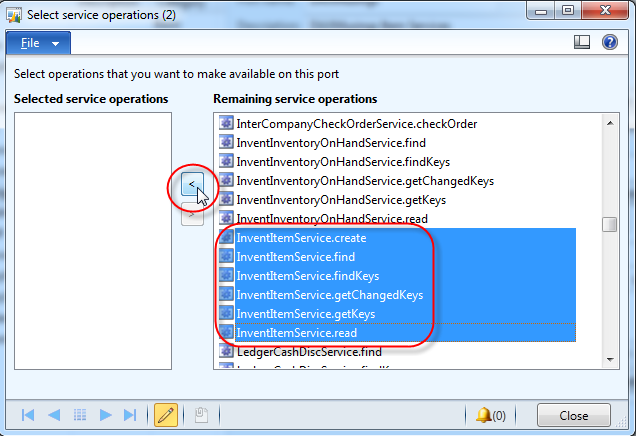 Select service operations (2)
File
Select operations that you want to make available on this port
Selected service operations
Remaining service operations
InterCompanyCheckOrderService.checkOrder
InventInventoryOnHandService.find
InventInventoryOnHandService.findKeys
InventInventoryOnHandService.getChangedKeys
InventInventoryOnHandService.getKeys
InventInventoryOnHandService.read
InventItemService.create
InventItemService.find
InventItemService.findKeys
InventItemService.getChangedKeys
InventItemService.getKeys
InventItemService.read
LedgerCashDiscService.find
<
>
(0)
Close